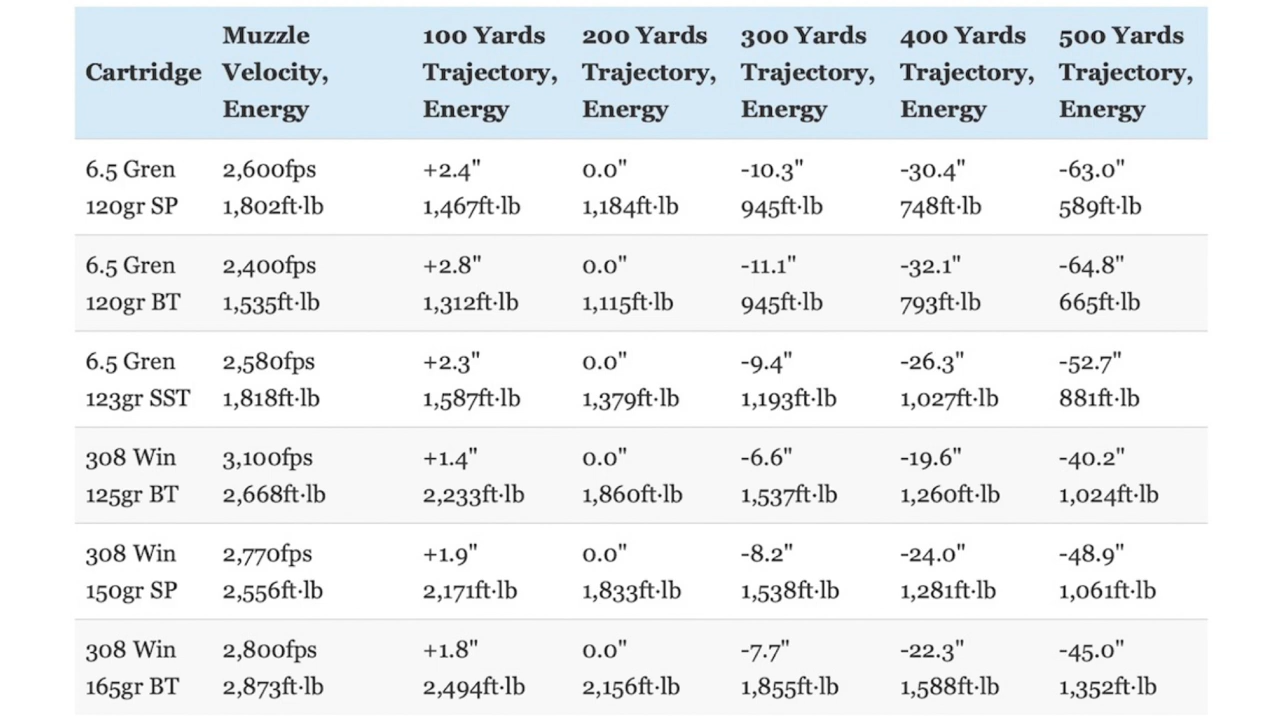 Cartridge Muzzle Velocity, Energy 100 Yards Trajectory, Energy 200 Yards Trajectory, Energy 300 Yards Trajectory, Energy 400 Yards Trajectory, Energy 500 Yards Trajectory, Energy
6.5 Gren 2,600fps +2.4" 0.0" -10.3" -30.4" -63.0"
120gr SP 1,802ft·lb 1,467ft·lb 1,184ft·lb 945ft·lb 748ft·lb 589ft·lb
6.5 Gren 2,400fps +2.8" 0.0" -11.1" -32.1" -64.8"
120gr BT 1,535ft·lb 1,312ft·lb 1,115ft·lb 945ft·lb 793ft·lb 665ft·lb
6.5 Gren 2,580fps +2.3" 0.0" -9.4" -26.3" -52.7"
123gr SST 1,818ft·lb 1,587ft·lb 1,379ft·lb 1,193ft·lb 1,027ft·lb 881ft·lb
308 Win 3,100fps +1.4" 0.0" -6.6" -19.6" -40.2"
125gr BT 2,668ft·lb 2,233ft·lb 1,860ft·lb 1,537ft·lb 1,260ft·lb 1,024ft·lb
308 Win 2,770fps +1.9" 0.0" -8.2" -24.0" -48.9"
150gr SP 2,556ft·lb 2,171ft·lb 1,833ft·lb 1,538ft·lb 1,281ft·lb 1,061ft·lb
308 Win 2,800fps +1.8" 0.0" -7.7" -22.3" -45.0"
165gr BT 2,873ft·lb 2,494ft·lb 2,156ft·lb 1,855ft·lb 1,588ft·lb 1,352ft·lb